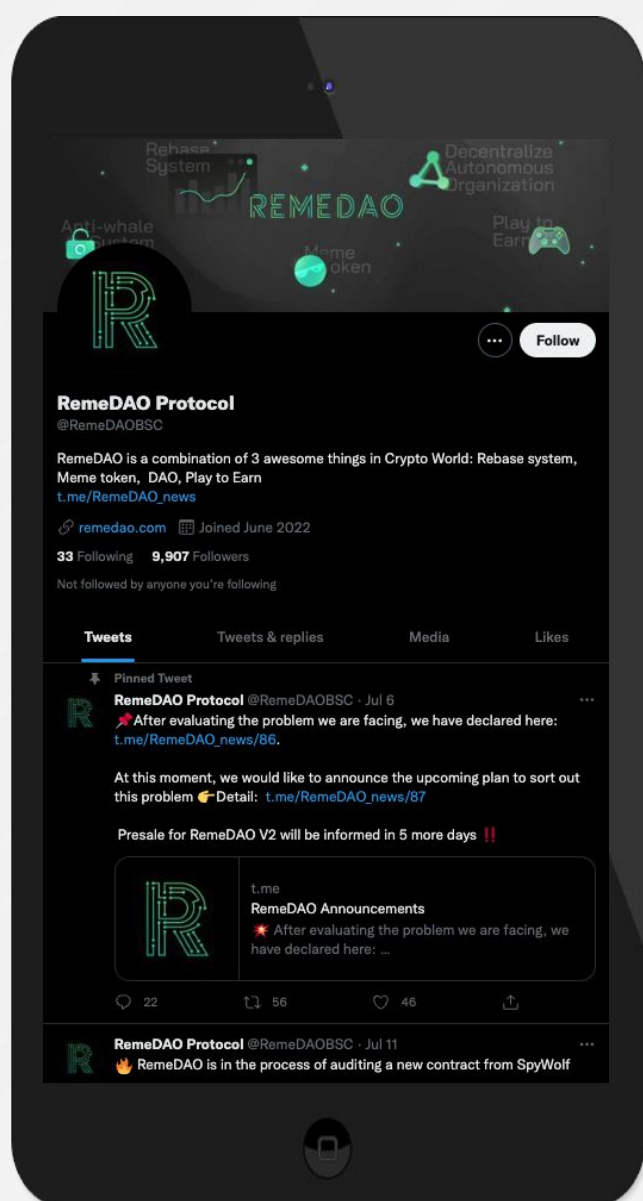 Rebase
System
Decentralize
Autonomous
Organization
REMEDAO
Anti-whale
System
Play to
Earn
Meme
Token
RemeDAO Protocol
@RemeDAOBSC
Follow
RemeDAO is a combination of 3 awesome things in Crypto World: Rebase system,
Meme token, DAO, Play to Earn
t.me/RemeDAO_news
remedao.com Joined June 2022
33 Following 9,907 Followers
Not followed by anyone you're following
Tweets Tweets & replies Media Likes
Pinned Tweet
RemeDAO Protocol @RemeDAOBSC · Jul 6
📌After evaluating the problem we are facing, we have declared here:
t.me/RemeDAO_news/86.
At this moment, we would like to announce the upcoming plan to sort out
this problem 👉Detail: t.me/RemeDAO_news/87
Presale for RemeDAO V2 will be informed in 5 more days ‼️
t.me
RemeDAO Announcements
💥 After evaluating the problem we are facing, we
have declared here: ...
22 56 46
RemeDAO Protocol @RemeDAOBSC · Jul 11
🔥 RemeDAO is in the process of auditing a new contract from SpyWolf